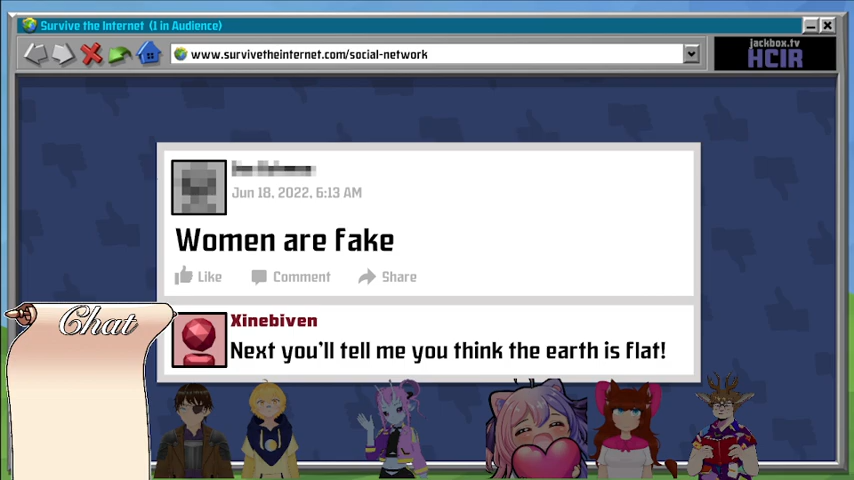 Survive the Internet (1 in Audience)
www.survivetheinternet.com/social-network
jackbox.tv
HCIR
Jun 18, 2022, 6:13 AM
Women are fake
Like Comment Share
Chat
Xinebiven
Next you'll tell me you think the earth is flat!